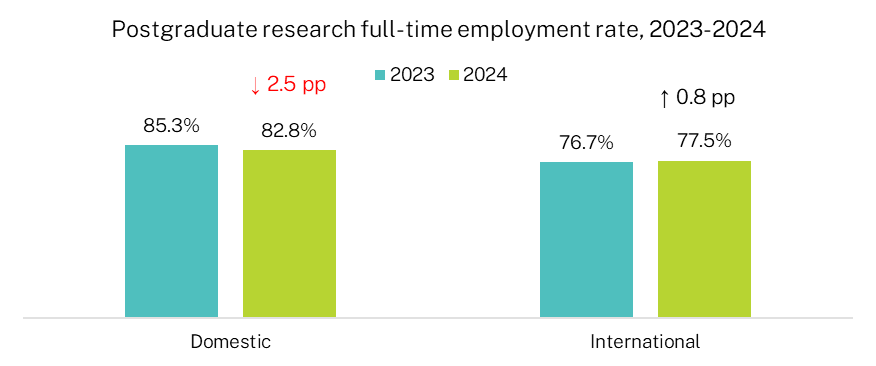 Postgraduate research full-time employment rate, 2023-2024
2023 2024
↓ 2.5 pp
↑ 0.8 pp
85.3%
82.8%
76.7%
77.5%
Domestic
International